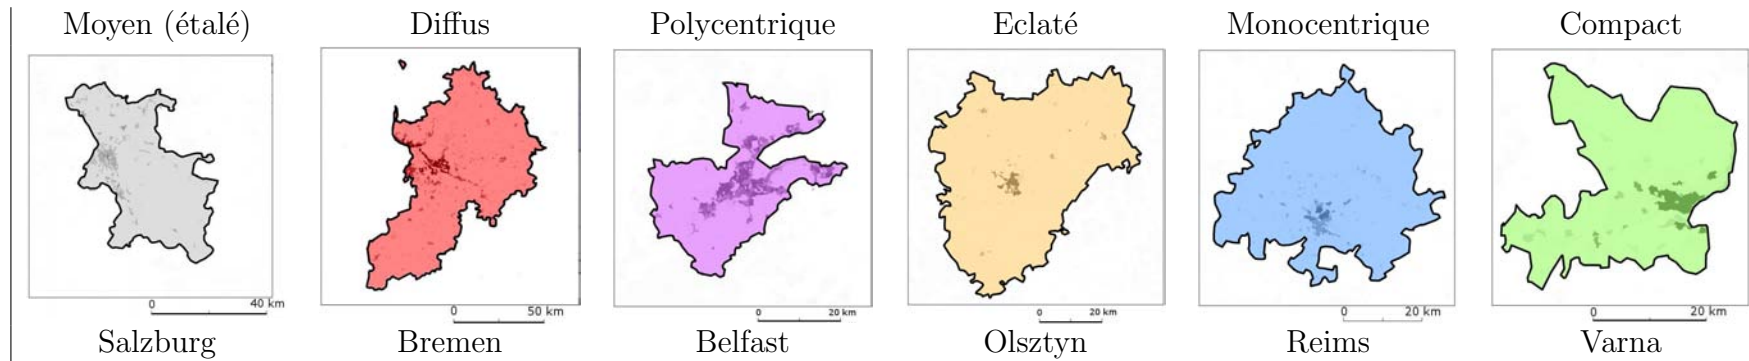 Moyen (étalé) Diffus Polycentrique Eclaté Monocentrique Compact
0 40 km 0 50 km 0 20 km 0 20 km 0 20 km 0 20 km
Salzburg Bremen Belfast Olsztyn Reims Varna